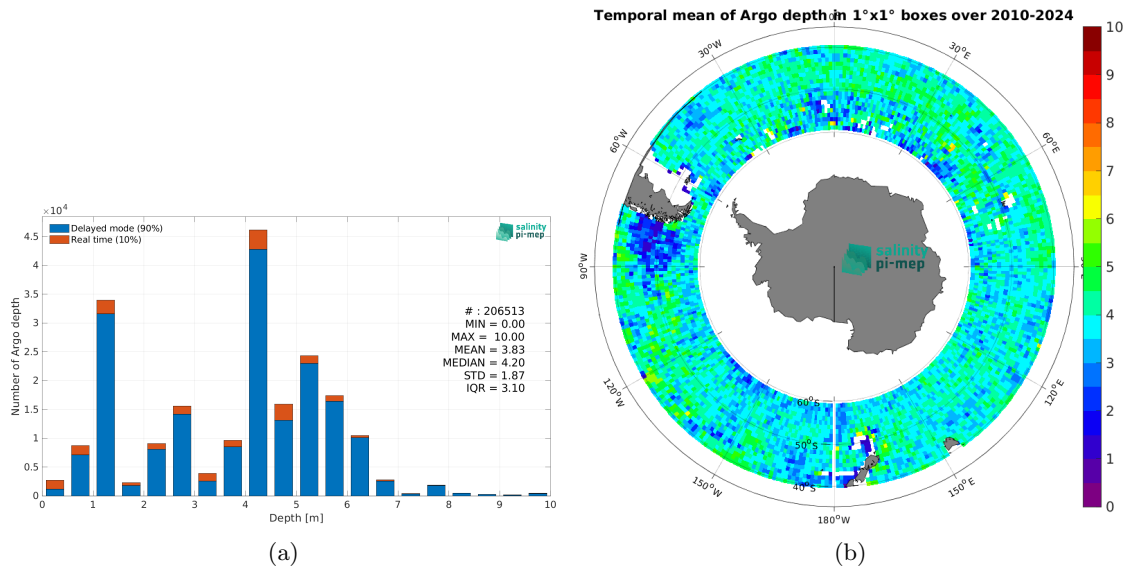 ×10⁴
Delayed mode (90%)
Real time (10%)
salinity
pi-mep
# : 206513
MIN = 0.00
MAX = 10.00
MEAN = 3.83
MEDIAN = 4.20
STD = 1.87
IQR = 3.10
Number of Argo depth
4.5
4
3.5
3
2.5
2
1.5
1
0.5
0
0 1 2 3 4 5 6 7 8 9 10
Depth [m]
(a)
Temporal mean of Argo depth in 1°x1° boxes over 2010-2024
30°W
30°E
60°W
60°E
90°W
120°W
120°E
150°W
150°E
180°W
60°S
50°S
40°S
salinity
pi-mep
10
9
8
7
6
5
4
3
2
1
0
(b)